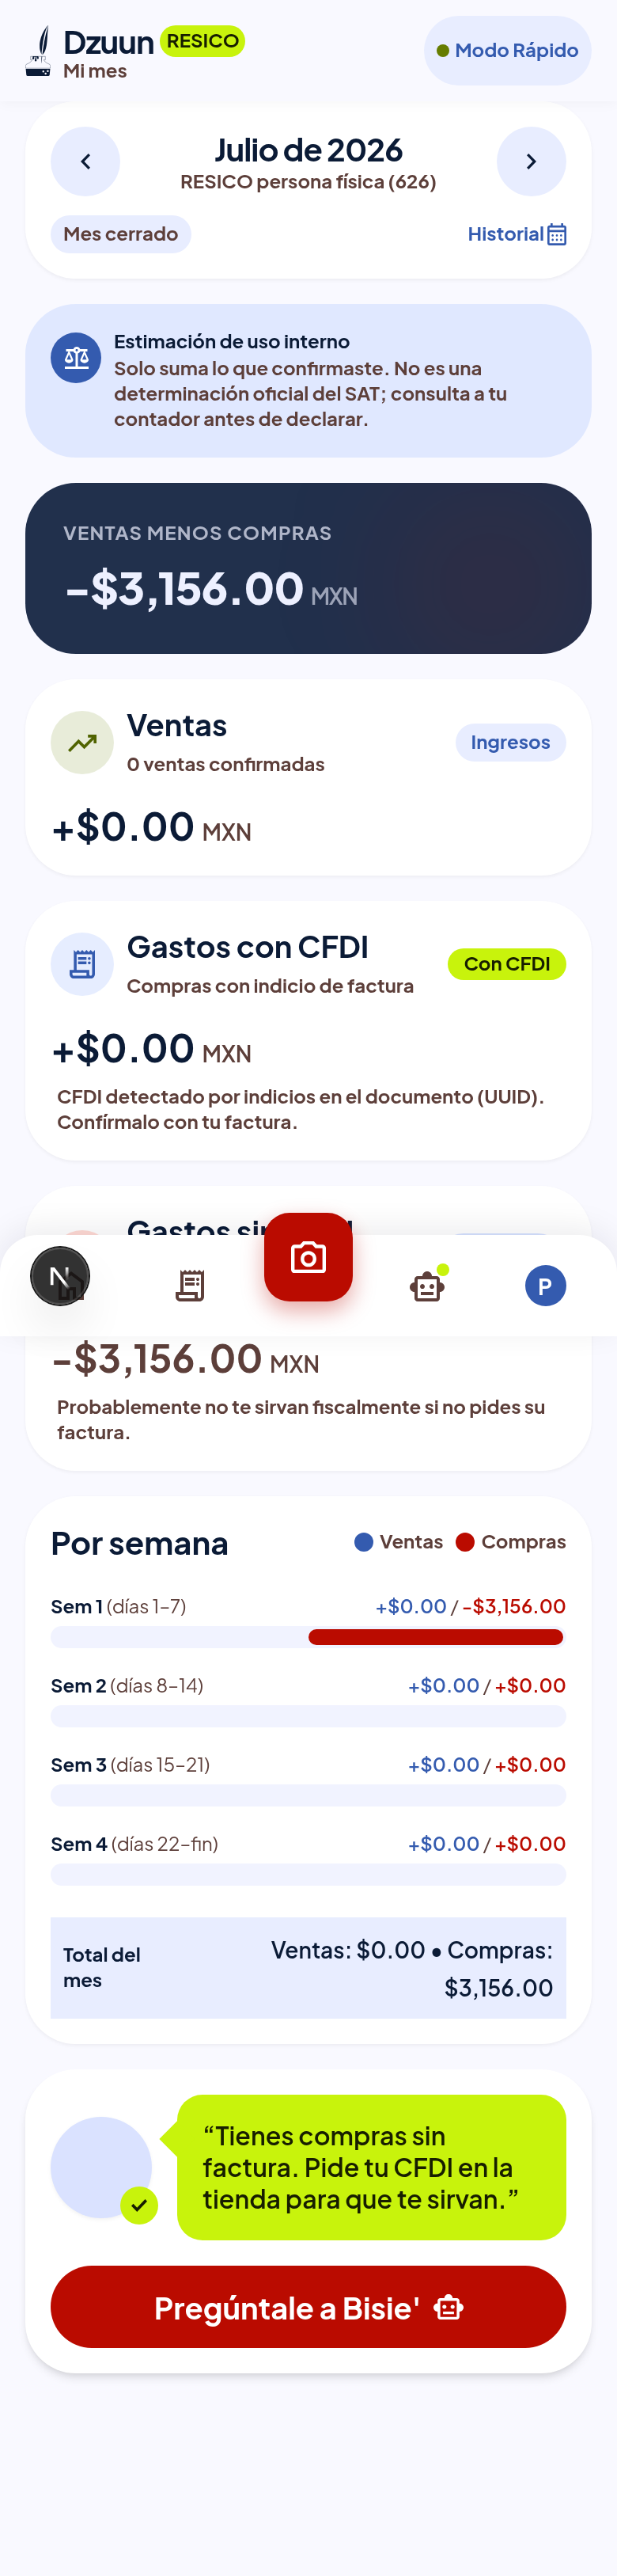 Dzuun RESICO
Mi mes
Modo Rápido
Julio de 2026
RESICO persona física (626)
Mes cerrado
Historial
Estimación de uso interno
Solo suma lo que confirmaste. No es una
determinación oficial del SAT; consulta a tu
contador antes de declarar.
VENTAS MENOS COMPRAS
-$3,156.00 MXN
Ventas
0 ventas confirmadas
Ingresos
+$0.00 MXN
Gastos con CFDI
Compras con indicio de factura
Con CFDI
+$0.00 MXN
CFDI detectado por indicios en el documento (UUID).
Confírmalo con tu factura.
Gastos
N
P
-$3,156.00 MXN
Probablemente no te sirvan fiscalmente si no pides su
factura.
Por semana
Ventas
Compras
Sem 1 (días 1–7)
+$0.00 / -$3,156.00
Sem 2 (días 8–14)
+$0.00 / +$0.00
Sem 3 (días 15–21)
+$0.00 / +$0.00
Sem 4 (días 22–fin)
+$0.00 / +$0.00
Total del
mes
Ventas: $0.00 • Compras:
$3,156.00
“Tienes compras sin
factura. Pide tu CFDI en la
tienda para que te sirvan.”
Pregúntale a Bisie'